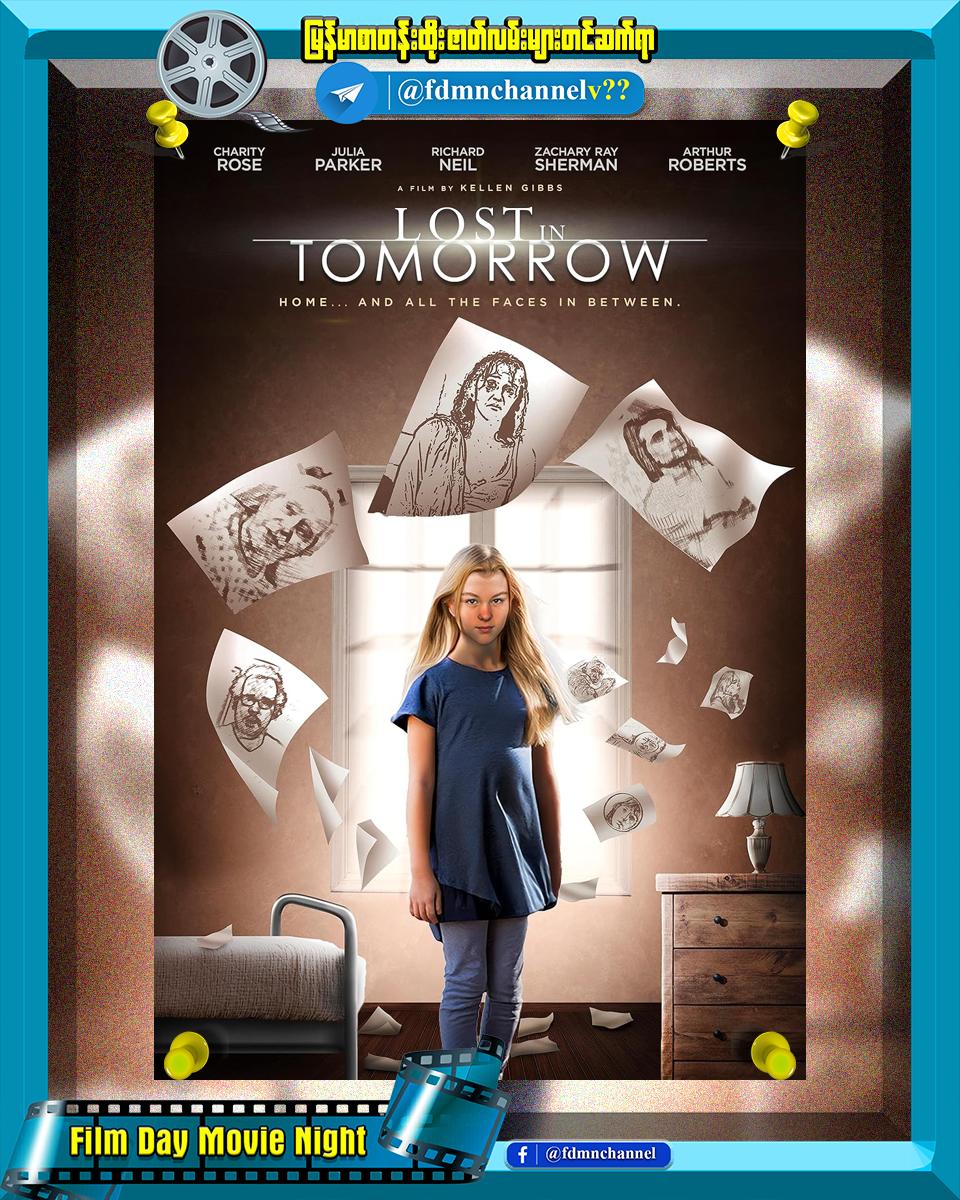 မြန်မာစာတန်းထိုးဇာတ်လမ်းများတင်ဆက်ရာ
@fdmnchannelv??
CHARITY ROSE
JULIA PARKER
RICHARD NEIL
ZACHARY RAY SHERMAN
ARTHUR ROBERTS
A FILM BY KELLEN GIBBS
LOST IN
TOMORROW
HOME... AND ALL THE FACES IN BETWEEN.
Film Day Movie Night
f @fdmnchannel